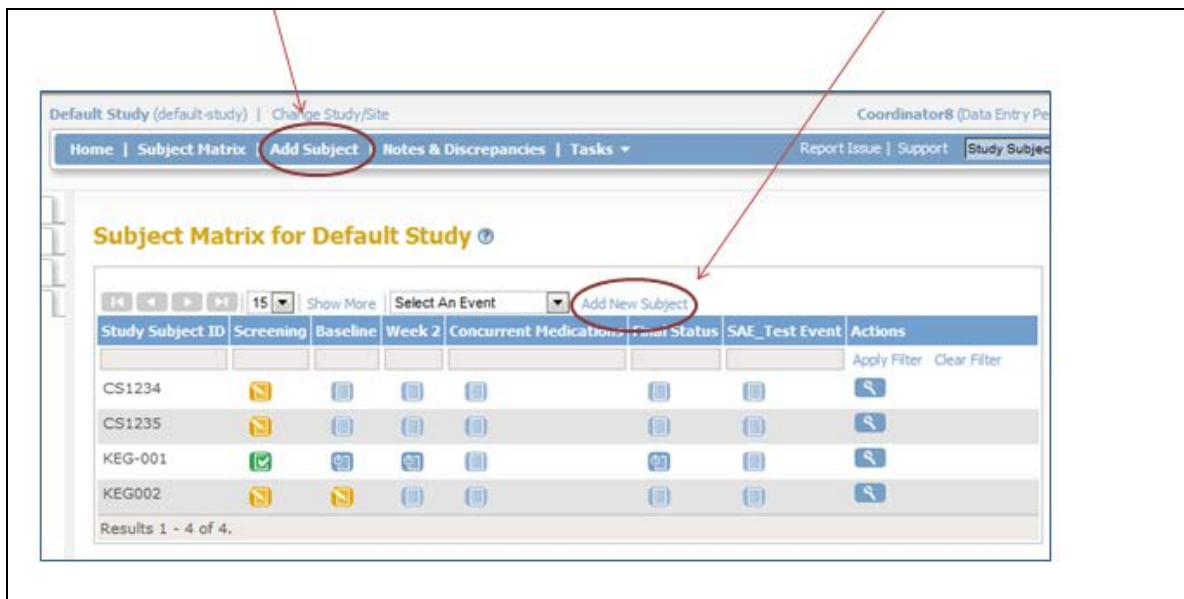 Default Study (default-study) | Change Study/Site Coordinator8 (Data Entry Pe
Home | Subject Matrix | Add Subject | Notes & Discrepancies | Tasks Report Issue | Support Study Subjec
Subject Matrix for Default Study ?
15 Show More Select An Event Add New Subject
Study Subject ID Screening Baseline Week 2 Concurrent Medications Final Status SAE_Test Event Actions
Apply Filter Clear Filter
CS1234
CS1235
KEG-001
KEG002
Results 1 - 4 of 4.